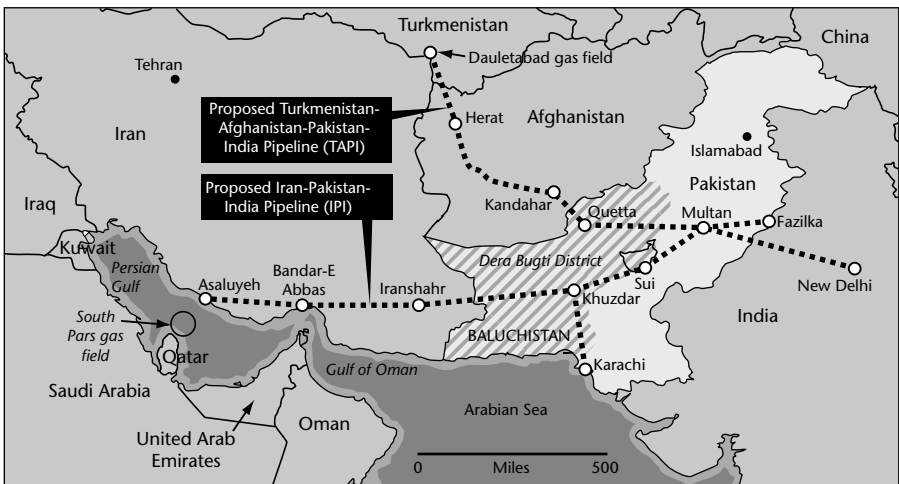 Turkmenistan
China
Dauletabad gas field
Tehran
Proposed Turkmenistan-
Afghanistan-Pakistan-
India Pipeline (TAPI)
Herat
Afghanistan
Iran
Islamabad
Pakistan
Proposed Iran-Pakistan-
India Pipeline (IPI)
Iraq
Kandahar
Quetta
Multan
Fazilka
Kuwait
Persian
Gulf
Asaluyeh
Bandar-E
Abbas
Iranshahr
Dera Bugti District
Sui
New Delhi
Khuzdar
South
Pars gas
field
India
BALUCHISTAN
Qatar
Gulf of Oman
Karachi
Saudi Arabia
Arabian Sea
Oman
United Arab
Emirates
0 Miles 500